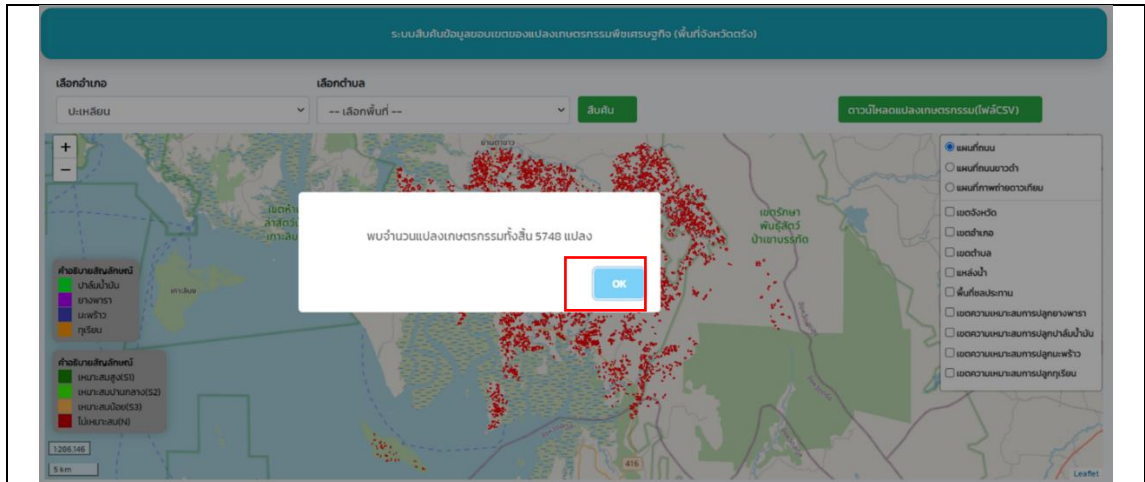 ระบบสืบค้นข้อมูลขอบเขตของแปลงเกษตรกรรมพืชเศรษฐกิจ (พื้นที่จังหวัดตรัง)
เลือกอำเภอ
เลือกตำบล
ปะเหลียน
-- เลือกพื้นที่ --
สืบค้น
ดาวน์โหลดแปลงเกษตรกรรม(ไฟล์CSV)
+
−
ย่านตาขาว
เขตรักษา
พันธุ์สัตว์
ป่าเขาบรรทัด
แผนที่ถนน
แผนที่ถนนขาวดำ
แผนที่ภาพถ่ายดาวเทียม
เขตจังหวัด
เขตอำเภอ
เขตตำบล
แหล่งน้ำ
พื้นที่ชลประทาน
เขตความเหมาะสมการปลูกยางพารา
เขตความเหมาะสมการปลูกปาล์มน้ำมัน
เขตความเหมาะสมการปลูกมะพร้าว
เขตความเหมาะสมการปลูกทุเรียน
พบจำนวนแปลงเกษตรกรรมทั้งสิ้น 5748 แปลง
OK
คำอธิบายสัญลักษณ์
ปาล์มน้ำมัน
ยางพารา
มะพร้าว
ทุเรียน
คำอธิบายสัญลักษณ์
เหมาะสมสูง(S1)
เหมาะสมปานกลาง(S2)
เหมาะสมน้อย(S3)
ไม่เหมาะสม(N)
1:206,146
5 km
416
Leaflet